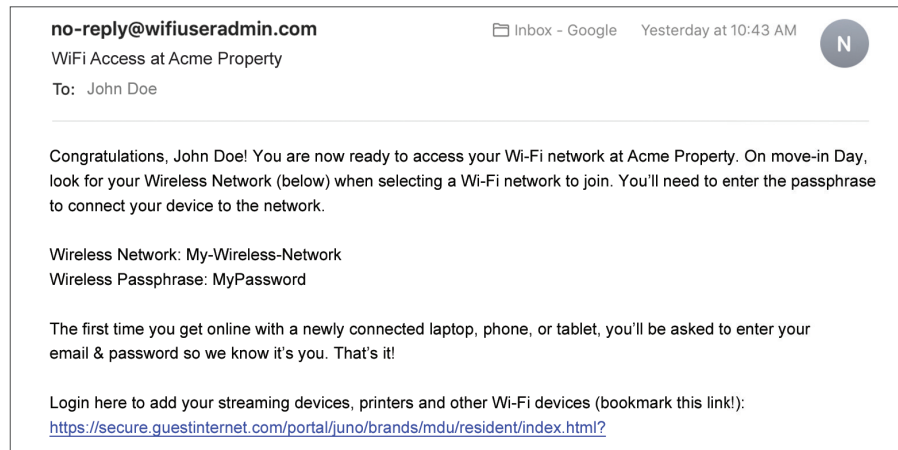 no-reply@wifiuseradmin.com Inbox - Google Yesterday at 10:43 AM N
WiFi Access at Acme Property
To: John Doe
Congratulations, John Doe! You are now ready to access your Wi-Fi network at Acme Property. On move-in Day,
look for your Wireless Network (below) when selecting a Wi-Fi network to join. You'll need to enter the passphrase
to connect your device to the network.
Wireless Network: My-Wireless-Network
Wireless Passphrase: MyPassword
The first time you get online with a newly connected laptop, phone, or tablet, you'll be asked to enter your
email & password so we know it's you. That's it!
Login here to add your streaming devices, printers and other Wi-Fi devices (bookmark this link!):
https://secure.guestinternet.com/portal/juno/brands/mdu/resident/index.html?